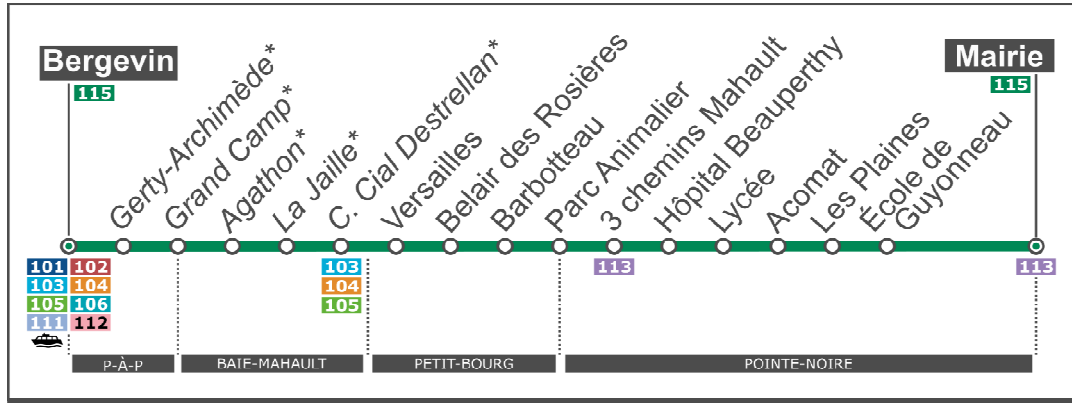 Bergevin
115
Gerty-Archimède*
Grand Camp*
Agathon*
La Jaille*
C. Cial Destrellan*
Versailles
Belair des Rosières
Barbotteau
Parc Animalier
3 chemins Mahault
Hôpital Beauperthy
Lycée
Acomat
Les Plaines
École de
Guyonneau
Mairie
115
101 102
103 104
105 106
111 112
103
104
105
113
113
P-À-P
BAIE-MAHAULT
PETIT-BOURG
POINTE-NOIRE